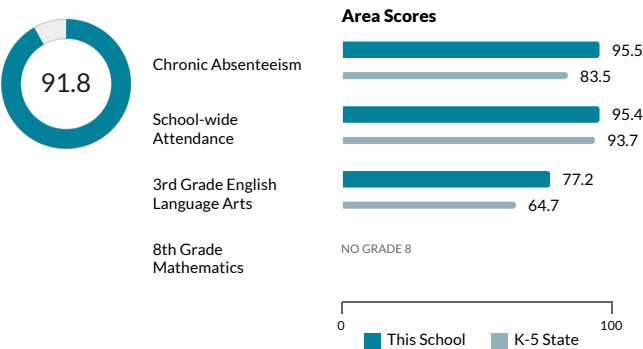 Area Scores
91.8
Chronic Absenteeism
95.5
83.5
School-wide
Attendance
95.4
93.7
3rd Grade English
Language Arts
77.2
64.7
8th Grade
Mathematics
NO GRADE 8
0
100
This School
K-5 State